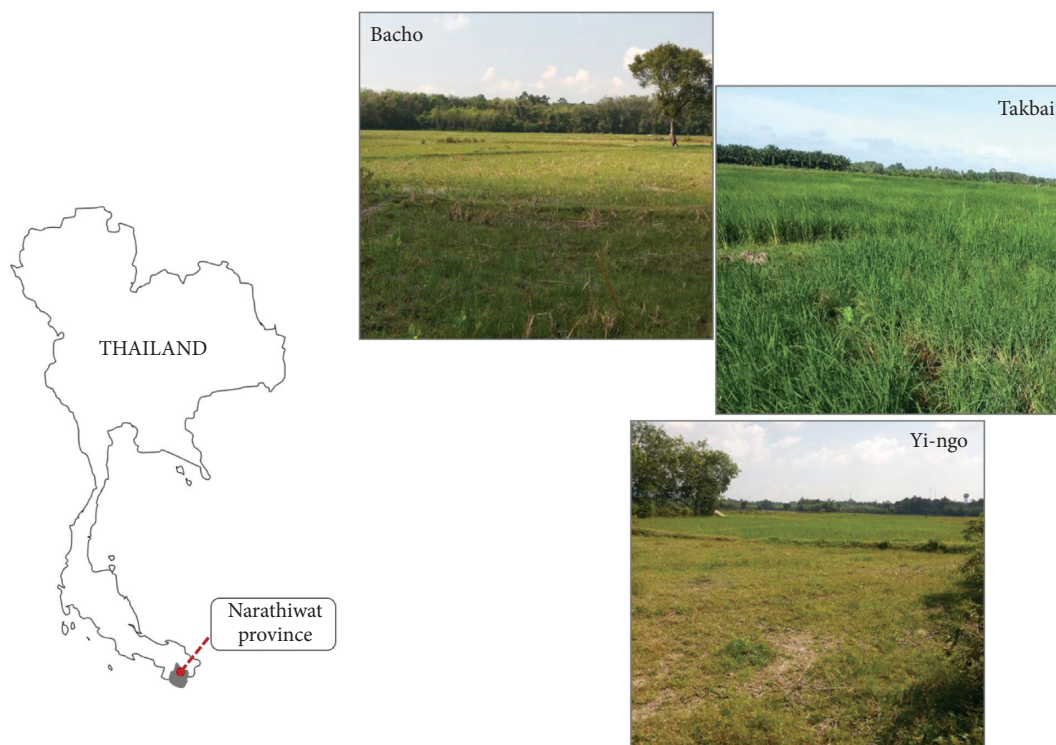 Bacho
Takbai
THAILAND
Yi-ngo
Narathiwat
province